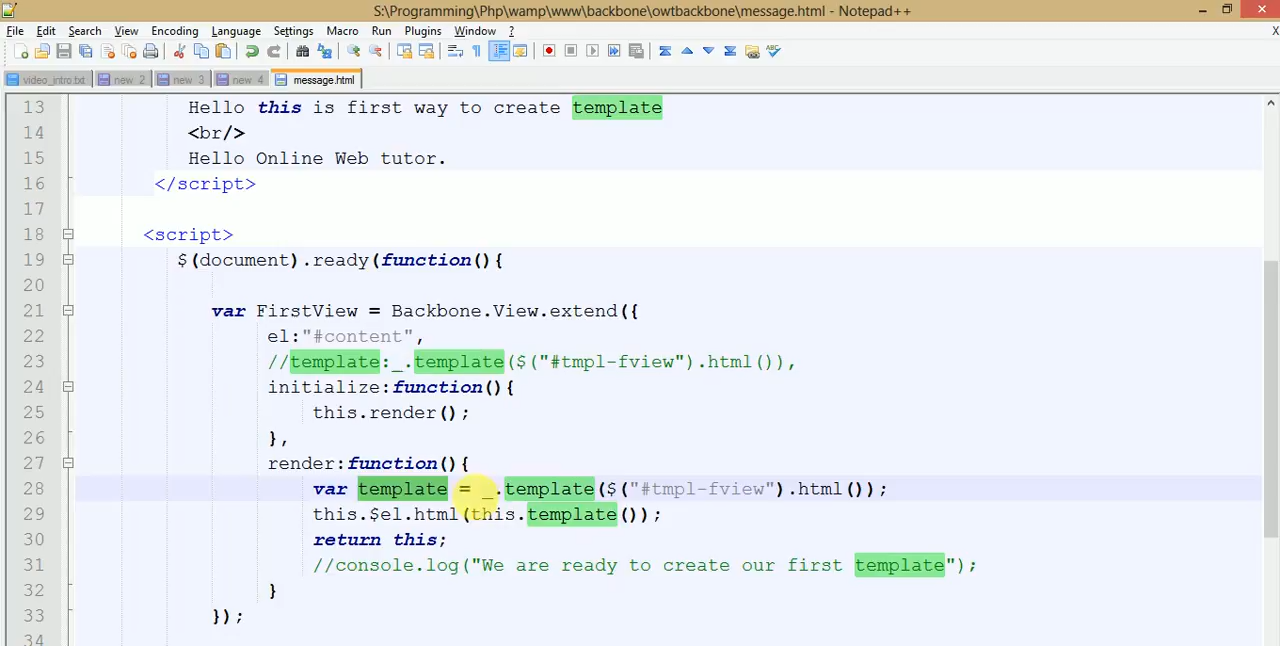 S:\Programming\Php\wamp\www\backbone\owtbackbone\message.html - Notepad++
File Edit Search View Encoding Language Settings Macro Run Plugins Window ? X
video_intro.txt new 2 new 3 new 4 message.html
13 Hello this is first way to create template
14 <br/>
15 Hello Online Web tutor.
16 </script>
17
18 <script>
19 $(document).ready(function(){
20
21 var FirstView = Backbone.View.extend({
22 el:"#content",
23 //template:_.template($("#tmpl-fview").html()),
24 initialize:function(){
25 this.render();
26 },
27 render:function(){
28 var template = _.template($("#tmpl-fview").html());
29 this.$el.html(this.template());
30 return this;
31 //console.log("We are ready to create our first template");
32 }
33 });
34